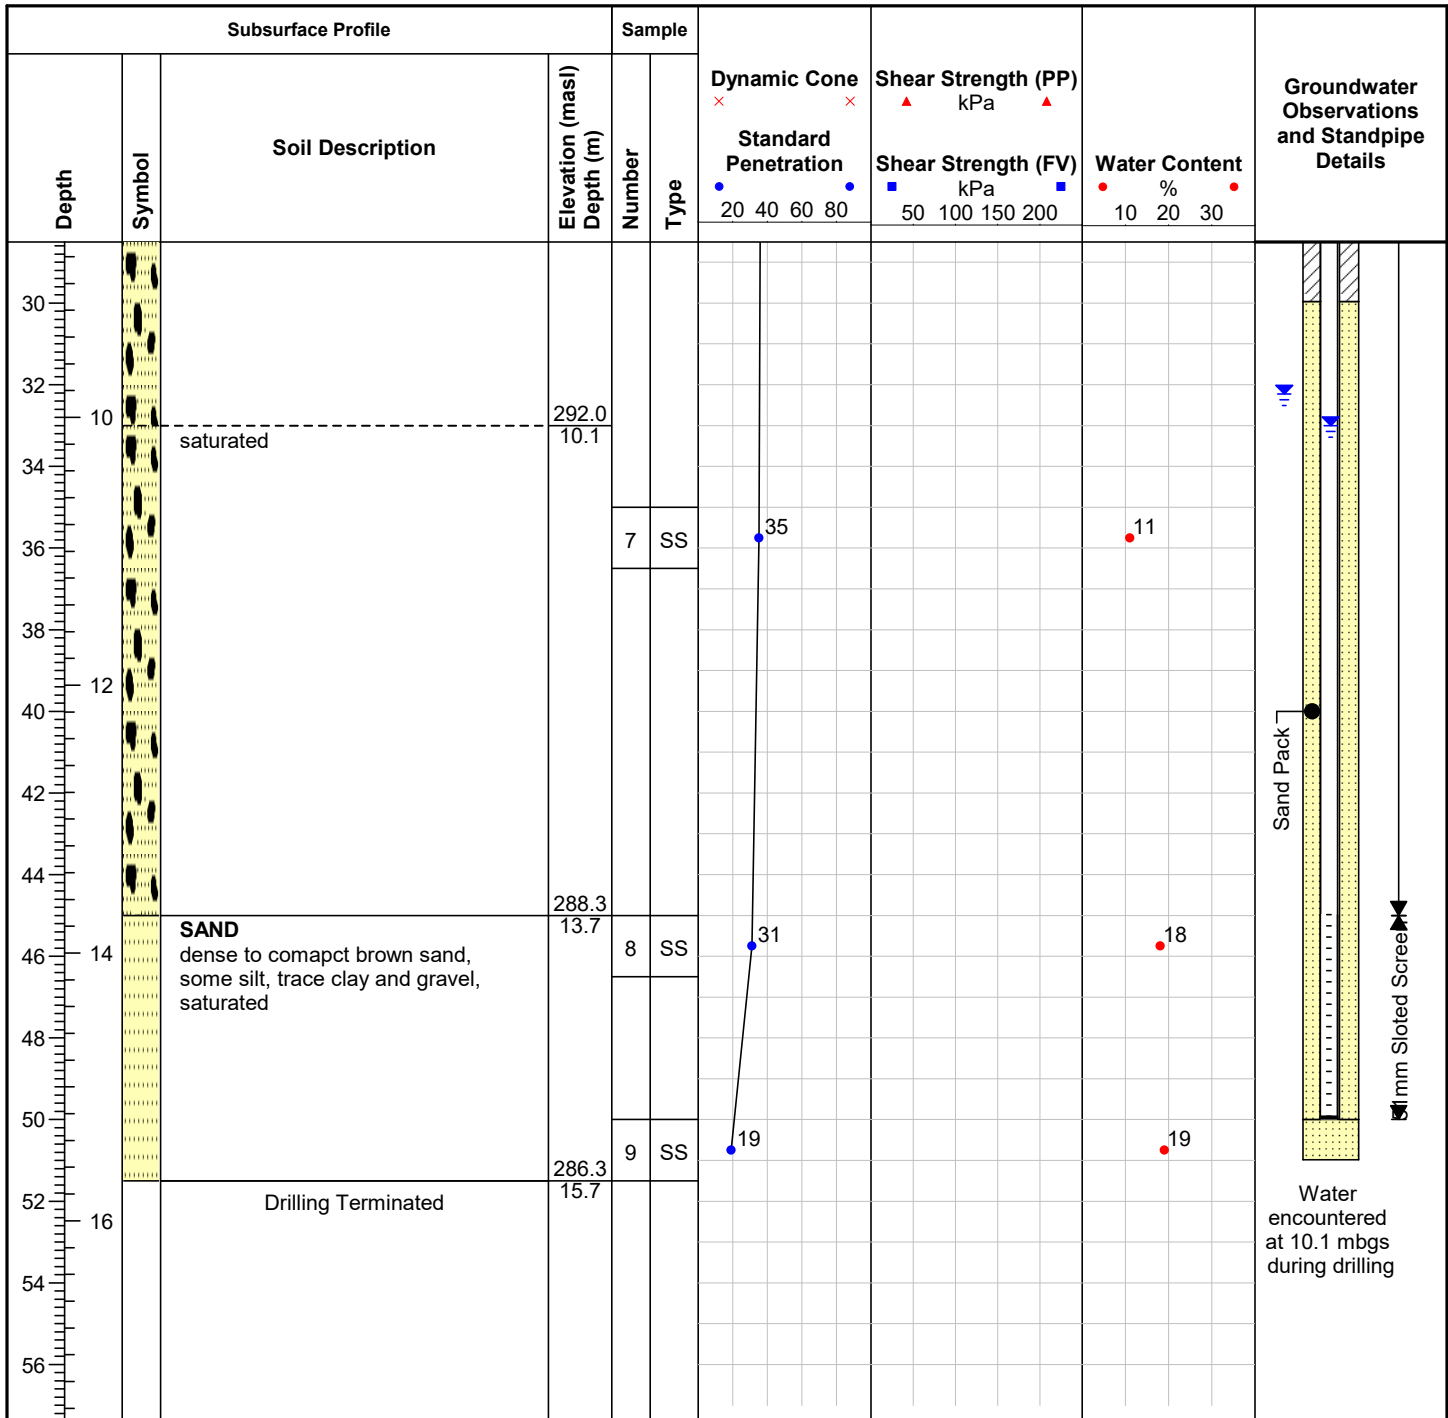 Subsurface Profile
Sample
Depth
Symbol
Soil Description
Elevation (masl)
Depth (m)
Number
Type
Dynamic Cone
Standard
Penetration
20 40 60 80
Shear Strength (PP)
kPa
Shear Strength (FV)
kPa
50 100 150 200
Water Content
%
10 20 30
Groundwater
Observations
and Standpipe
Details
30
32
10
292.0
saturated
10.1
34
35
11
36
7 SS
38
12
40
Sand Pack
42
44
288.3
SAND
13.7
dense to comapct brown sand,
some silt, trace clay and gravel,
saturated
31
18
14
46
8 SS
mm Sloted Screen
48
50
19
19
9 SS
286.3
15.7
Drilling Terminated
52
16
Water
encountered
at 10.1 mbgs
during drilling
54
56